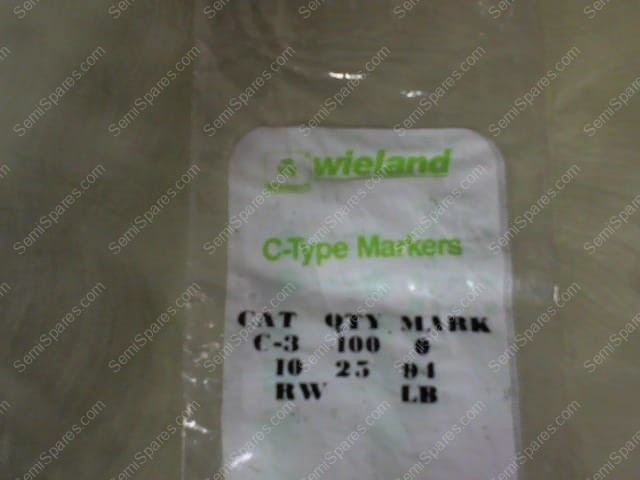 wieland
C-Type Markers
CAT QTY MARK
C-3 100
10 25 94
RW LB
SemiSpares.com